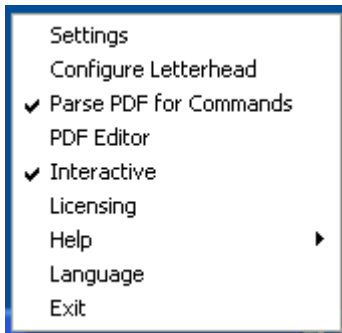 Settings
Configure Letterhead
Parse PDF for Commands
PDF Editor
Interactive
Licensing
Help
Language
Exit